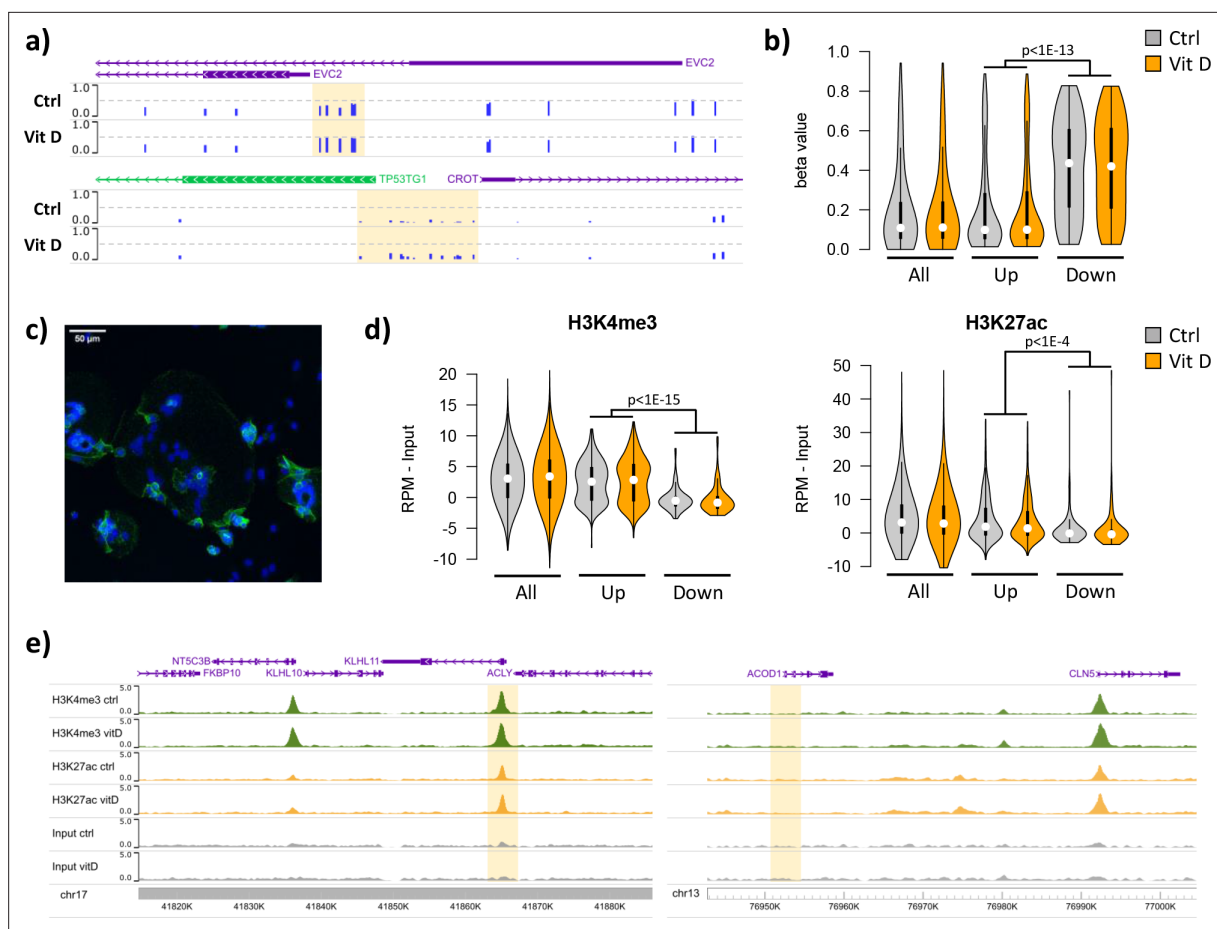 a)
EVC2
EVC2
Ctrl
1.0
0.0
Vit D
1.0
0.0
TP53TG1
CROT
Ctrl
1.0
0.0
Vit D
1.0
0.0
b)
Ctrl
Vit D
p<1E-13
beta value
1.0
0.8
0.6
0.4
0.2
0.0
All
Up
Down
c)
50 µm
d)
H3K4me3
p<1E-15
RPM - Input
20
15
10
5
0
-5
-10
All
Up
Down
H3K27ac
Ctrl
Vit D
p<1E-4
RPM - Input
50
40
30
20
10
0
-10
All
Up
Down
e)
NT5C3B
KLHL11
FKBP10
KLHL10
ACLY
ACOD1
CLN5
H3K4me3 ctrl
5.0
0.0
H3K4me3 vitD
5.0
0.0
H3K27ac ctrl
5.0
0.0
H3K27ac vitD
5.0
0.0
Input ctrl
5.0
0.0
Input vitD
5.0
0.0
chr17
41820K 41830K 41840K 41850K 41860K 41870K 41880K
chr13
76950K 76960K 76970K 76980K 76990K 77000K